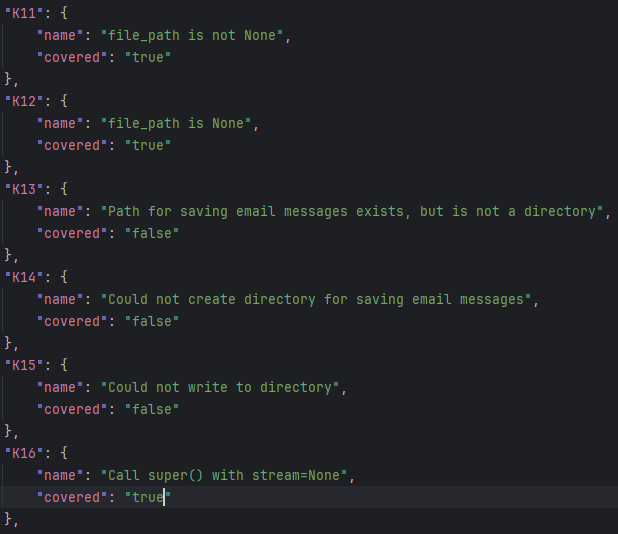 "K11": {
    "name": "file_path is not None",
    "covered": "true"
},
"K12": {
    "name": "file_path is None",
    "covered": "true"
},
"K13": {
    "name": "Path for saving email messages exists, but is not a directory",
    "covered": "false"
},
"K14": {
    "name": "Could not create directory for saving email messages",
    "covered": "false"
},
"K15": {
    "name": "Could not write to directory",
    "covered": "false"
},
"K16": {
    "name": "Call super() with stream=None",
    "covered": "true"
},